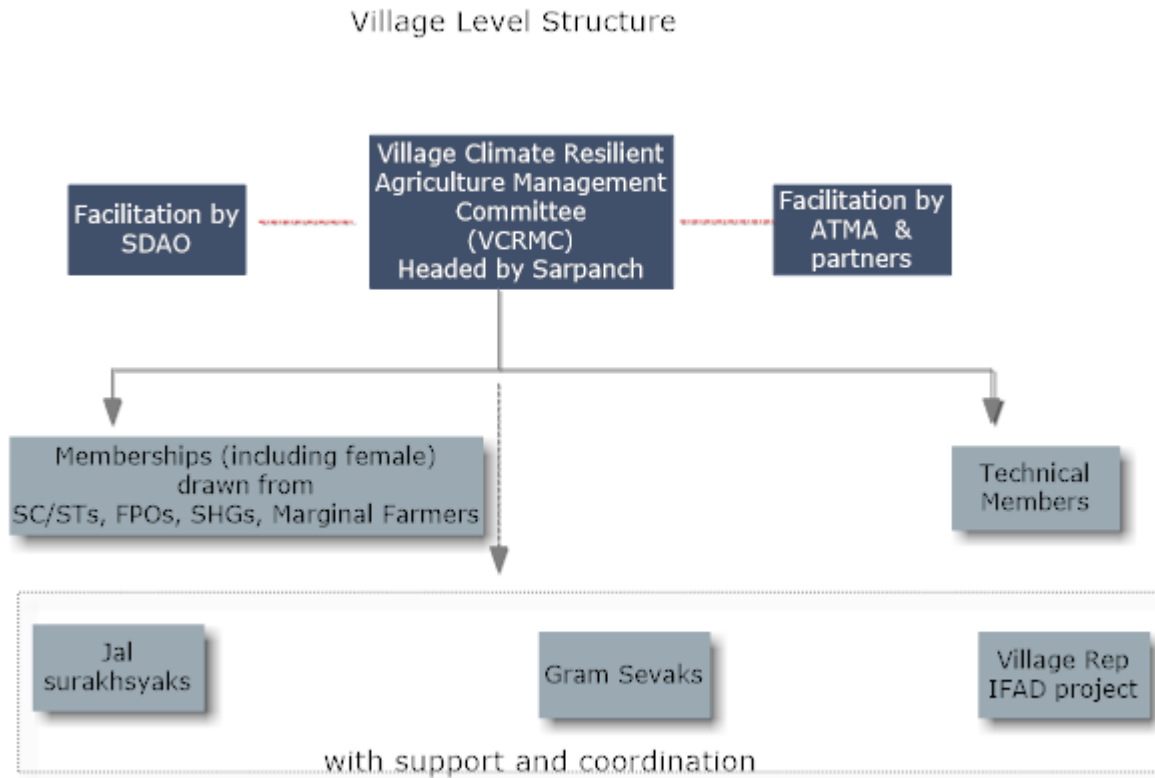 Village Level Structure
Facilitation by
SDAO
Village Climate Resilient
Agriculture Management
Committee
(VCRMC)
Headed by Sarpanch
Facilitation by
ATMA &
partners
Memberships (including female)
drawn from
SC/STs, FPOs, SHGs, Marginal Farmers
Technical
Members
Jal
surakhsyaks
Gram Sevaks
Village Rep
IFAD project
with support and coordination